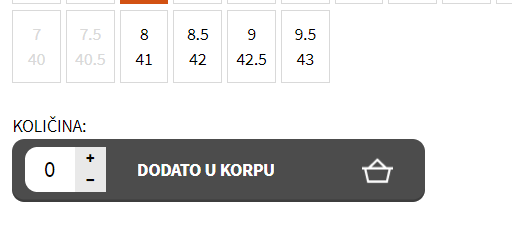 7 7.5 8 8.5 9 9.5
40 40.5 41 42 42.5 43
KOLIČINA:
0 + − DODATO U KORPU